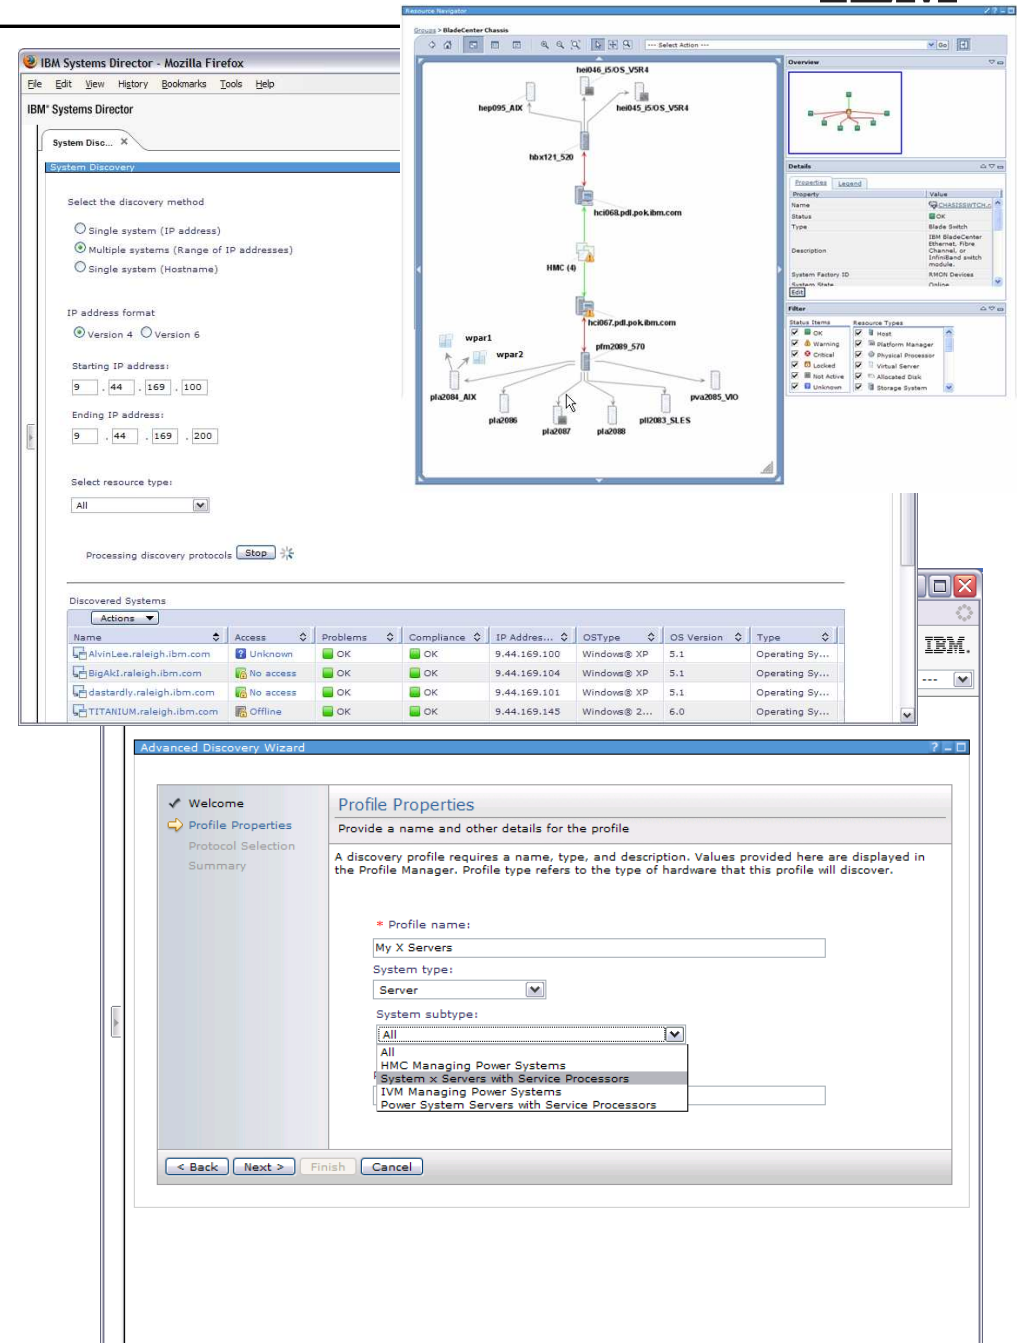 Resource Navigator
Groups > BladeCenter Chassis
--- Select Action ---
Go
hei046_i5/OS_V5R4
hep095_AIX
hei045_i5/OS_V5R4
hbx121_520
hci068.pdl.pok.ibm.com
HMC (4)
hci067.pdl.pok.ibm.com
pfm2089_570
wpar1
wpar2
pla2084_AIX
pla2086
pla2087
pla2088
pll2083_SLES
pva2085_VIO
Overview
Details
Properties Legend
Property Value
Name CHASISSWTCH.c
Status OK
Type Blade Switch
Description IBM BladeCenter
Ethernet, Fibre
Channel, or
InfiniBand switch
module.
System Factory ID RMON Devices
System State Online
Edit
Filter
Status Items Resource Types
OK Host
Warning Platform Manager
Critical Physical Processor
Locked Virtual Server
Not Active Allocated Disk
Unknown Storage System
IBM Systems Director - Mozilla Firefox
File Edit View History Bookmarks Tools Help
IBM® Systems Director
System Disc... ×
System Discovery
Select the discovery method
Single system (IP address)
Multiple systems (Range of IP addresses)
Single system (Hostname)
IP address format
Version 4 Version 6
Starting IP address:
9 . 44 . 169 . 100
Ending IP address:
9 . 44 . 169 . 200
Select resource type:
All
Processing discovery protocols Stop
Discovered Systems
Actions
Name Access Problems Compliance IP Addres... OSType OS Version Type
AlvinLee.raleigh.ibm.com Unknown OK OK 9.44.169.100 Windows® XP 5.1 Operating Sy...
BigAkI.raleigh.ibm.com No access OK OK 9.44.169.104 Windows® XP 5.1 Operating Sy...
dastardly.raleigh.ibm.com No access OK OK 9.44.169.101 Windows® XP 5.1 Operating Sy...
TITANIUM.raleigh.ibm.com Offline OK OK 9.44.169.145 Windows® 2... 6.0 Operating Sy...
IBM.
---
Advanced Discovery Wizard
Welcome
Profile Properties
Protocol Selection
Summary
Profile Properties
Provide a name and other details for the profile
A discovery profile requires a name, type, and description. Values provided here are displayed in
the Profile Manager. Profile type refers to the type of hardware that this profile will discover.
* Profile name:
My X Servers
System type:
Server
System subtype:
All
All
HMC Managing Power Systems
System x Servers with Service Processors
IVM Managing Power Systems
Power System Servers with Service Processors
< Back Next > Finish Cancel